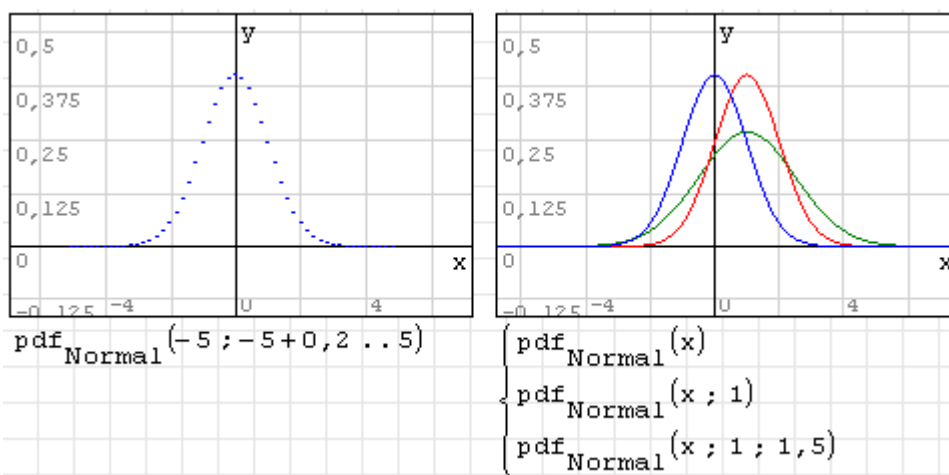 y
0,5
0,375
0,25
0,125
0
x
-0,125
-4
0
4
pdf Normal(-5 ; -5+0,2 .. 5)
y
0,5
0,375
0,25
0,125
0
x
-0,125
-4
0
4
pdf Normal(x)
pdf Normal(x ; 1)
pdf Normal(x ; 1 ; 1,5)